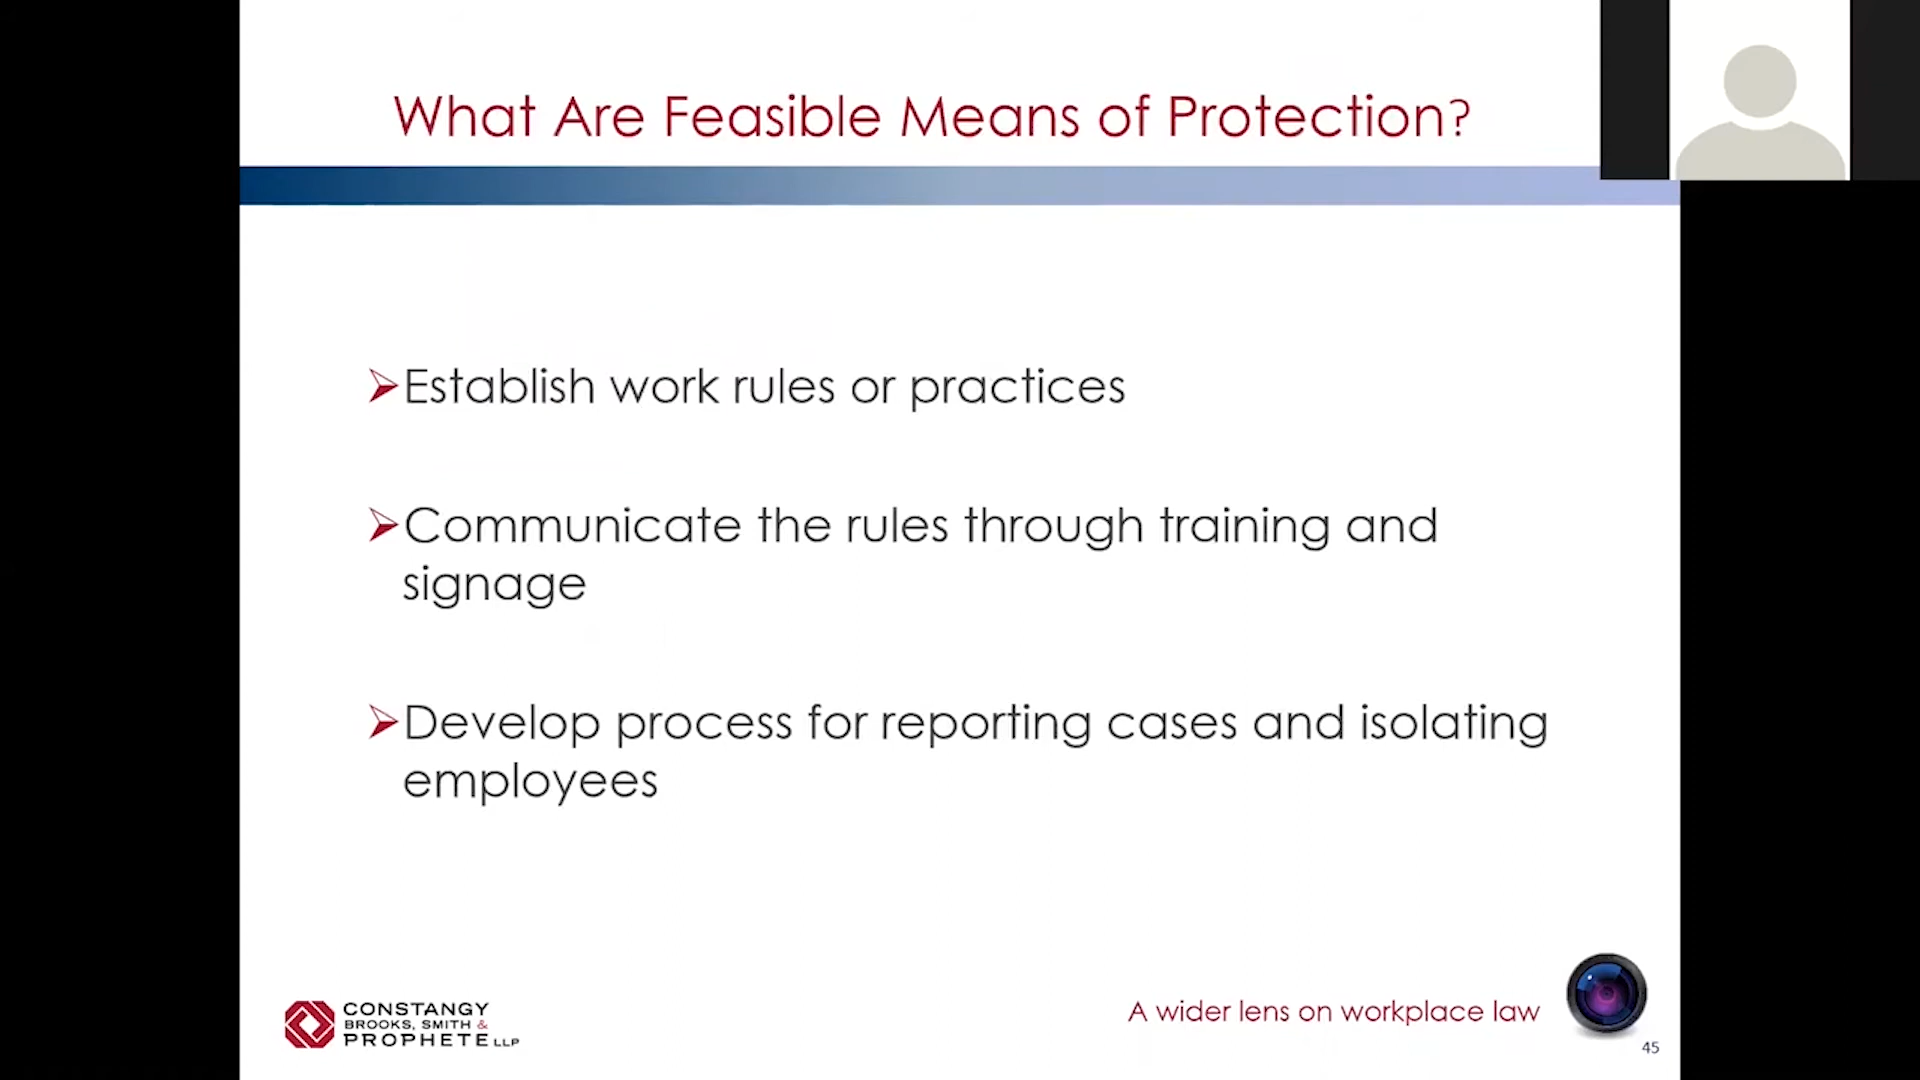 What Are Feasible Means of Protection?
Establish work rules or practices
Communicate the rules through training and
signage
Develop process for reporting cases and isolating
employees
CONSTANGY
BROOKS, SMITH &
PROPHETE LLP
A wider lens on workplace law
45